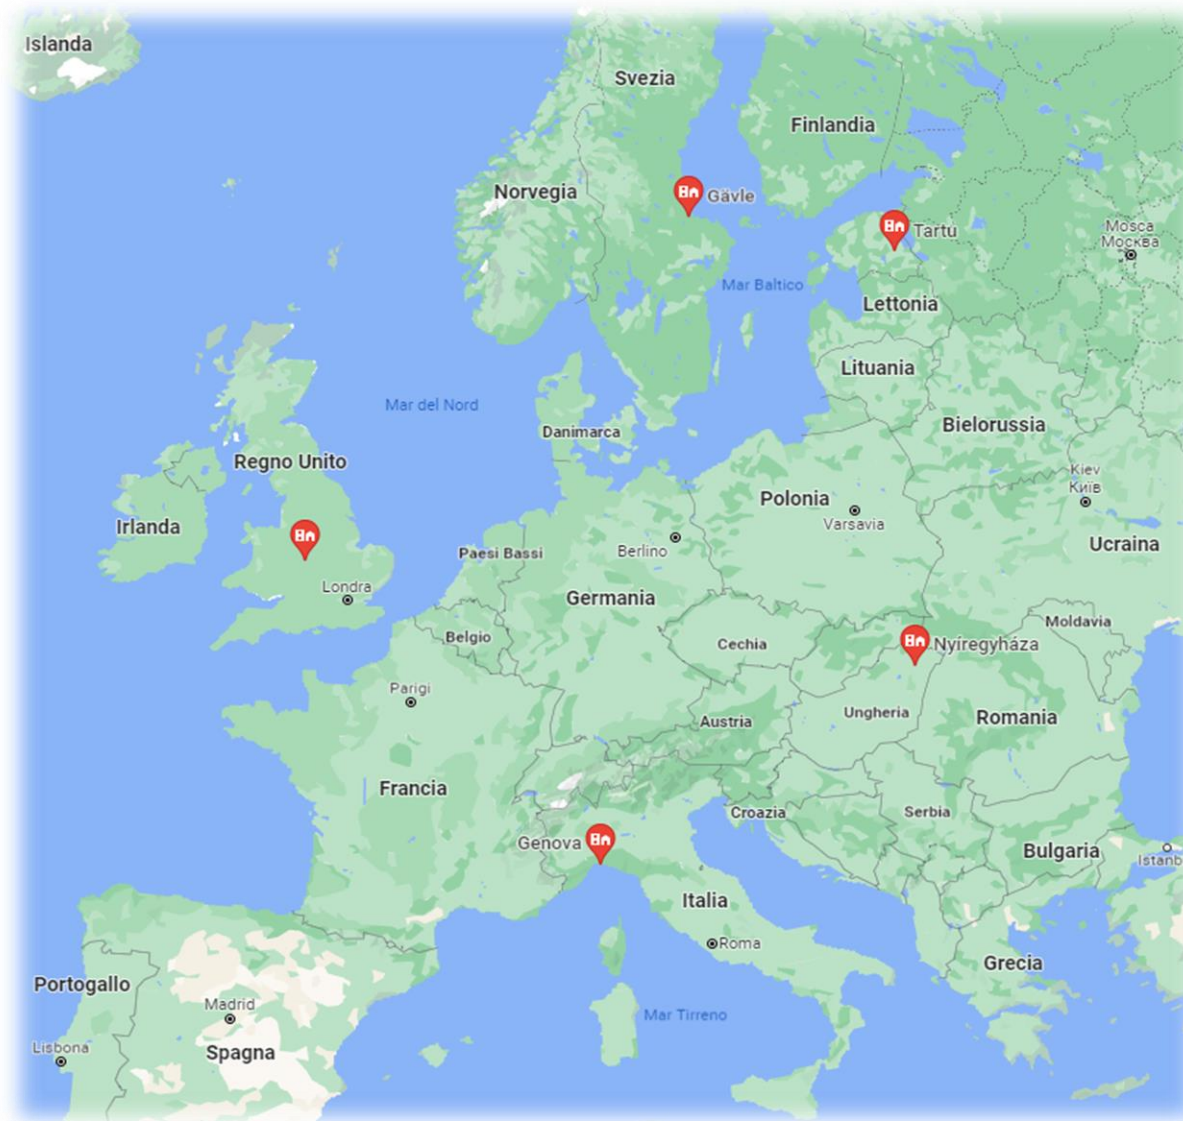 Islanda
Svezia
Finlandia
Norvegia
Gävle
Tartu
Mosca
Москва
Mar Baltico
Lettonia
Lituania
Mar del Nord
Danimarca
Bielorussia
Regno Unito
Kiev
Київ
Polonia
Varsavia
Irlanda
Paesi Bassi
Berlino
Ucraina
Londra
Germania
Belgio
Cechia
Moldavia
Nyíregyháza
Parigi
Ungheria
Austria
Romania
Francia
Croazia
Serbia
Genova
Bulgaria
Istanb
Italia
Roma
Grecia
Portogallo
Madrid
Mar Tirreno
Lisbona
Spagna